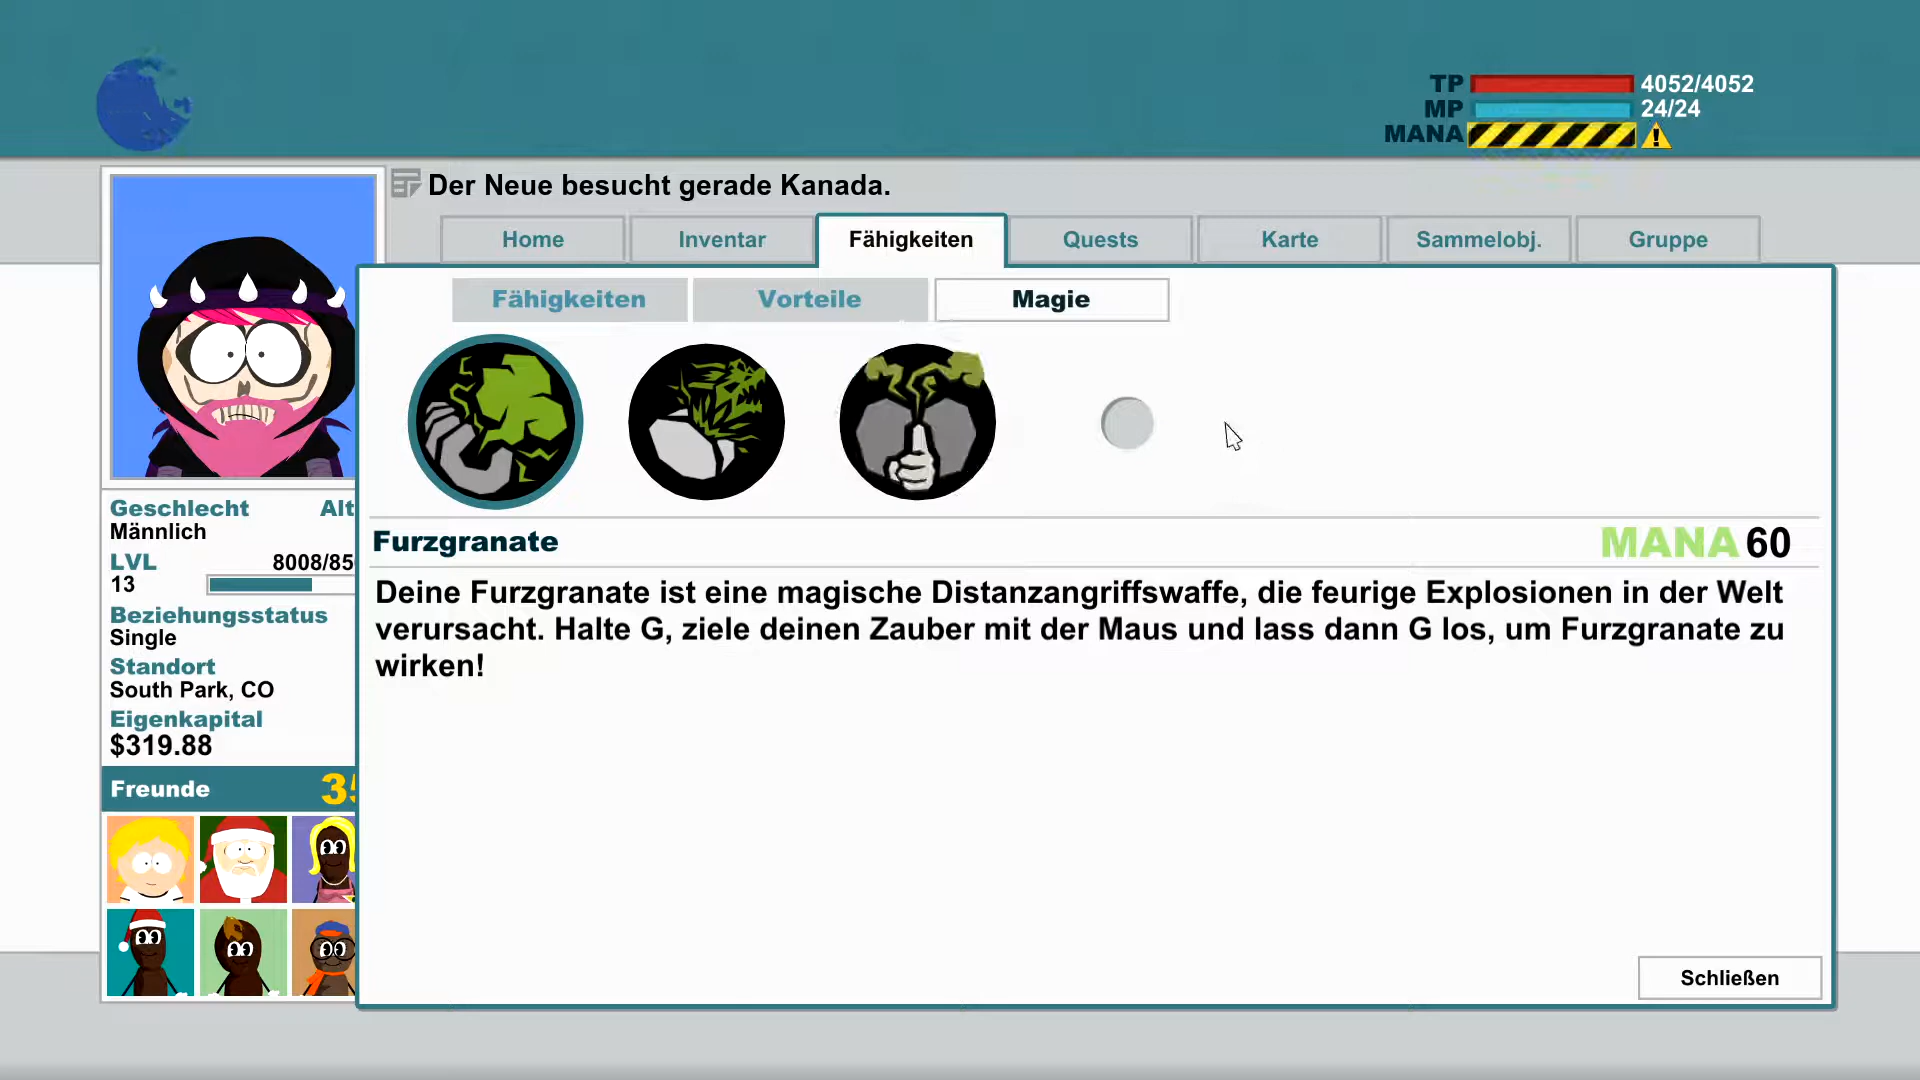 TP 4052/4052
MP 24/24
MANA
Der Neue besucht gerade Kanada.
Home Inventar Fähigkeiten Quests Karte Sammelobj. Gruppe
Fähigkeiten Vorteile Magie
Furzgranate MANA 60
Deine Furzgranate ist eine magische Distanzangriffswaffe, die feurige Explosionen in der Welt
verursacht. Halte G, ziele deinen Zauber mit der Maus und lass dann G los, um Furzgranate zu
wirken!
Geschlecht Alt
Männlich
LVL 8008/85
13
Beziehungsstatus
Single
Standort
South Park, CO
Eigenkapital
$319.88
Freunde 35
Schließen